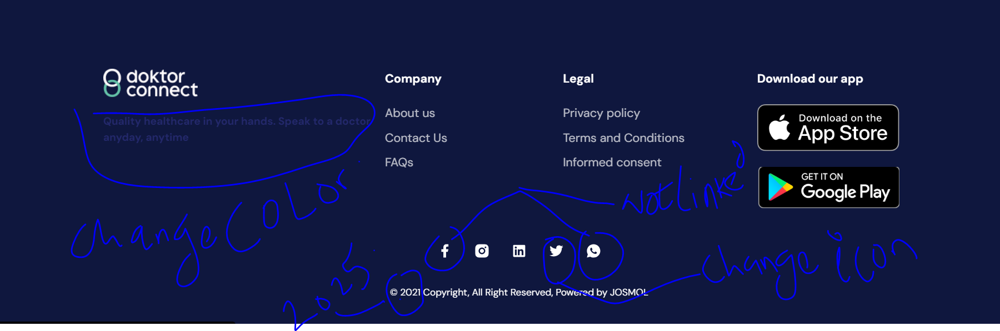 doktor
connect
Quality healthcare in your hands. Speak to a doctor
anyday, anytime
Company
About us
Contact Us
FAQs
Legal
Privacy policy
Terms and Conditions
Informed consent
Download our app
Download on the
App Store
GET IT ON
Google Play
Change Color
Not Linked
Change icon
2025
© 2021 Copyright, All Right Reserved, Powered by JOSMOL